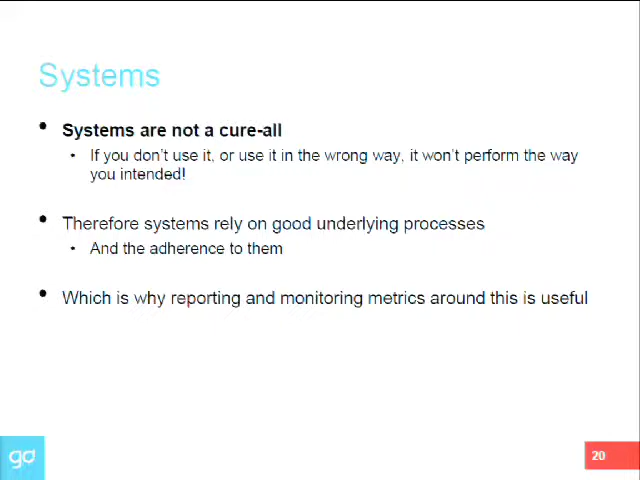 Systems
• Systems are not a cure-all
• If you don't use it, or use it in the wrong way, it won't perform the way
you intended!
• Therefore systems rely on good underlying processes
• And the adherence to them
• Which is why reporting and monitoring metrics around this is useful
go
20